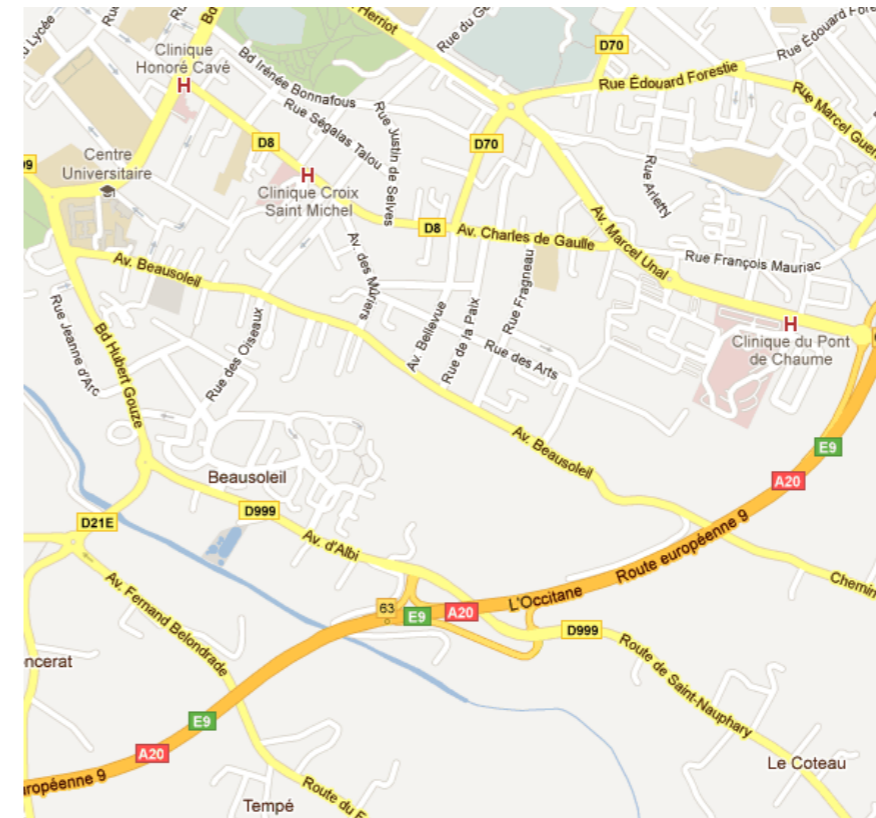 Herriot
Rue du
D70
Rue Édouard Forestie
Clinique
Honoré Cavé
H
Bd Irénée Bonnafous
Rue Édouard Forestie
Rue Marcel Guer
Rue Ségalas Talou
Rue Justin de Selves
D8
D70
Centre
Universitaire
H
Clinique Croix
Saint Michel
Rue Arletty
D8
Av. Charles de Gaulle
Av. Marcel Unal
Av. Beausoleil
Av. des Mûriers
Rue François Mauriac
Rue Jeanne d'Arc
Bd Hubert Gouze
Rue des Oiseaux
Av. Bellevue
Rue de la Paix
Rue Fragneau
Rue des Arts
H
Clinique du Pont
de Chaume
Av. Beausoleil
E9
Beausoleil
A20
D999
D21E
Av. d'Albi
Route européenne 9
Chemin
L'Occitane
63
E9
A20
Av. Fernand Belondrade
D999
Route de Saint-Nauphary
ncerat
E9
A20
ropéenne 9
Le Coteau
Tempé
Route du